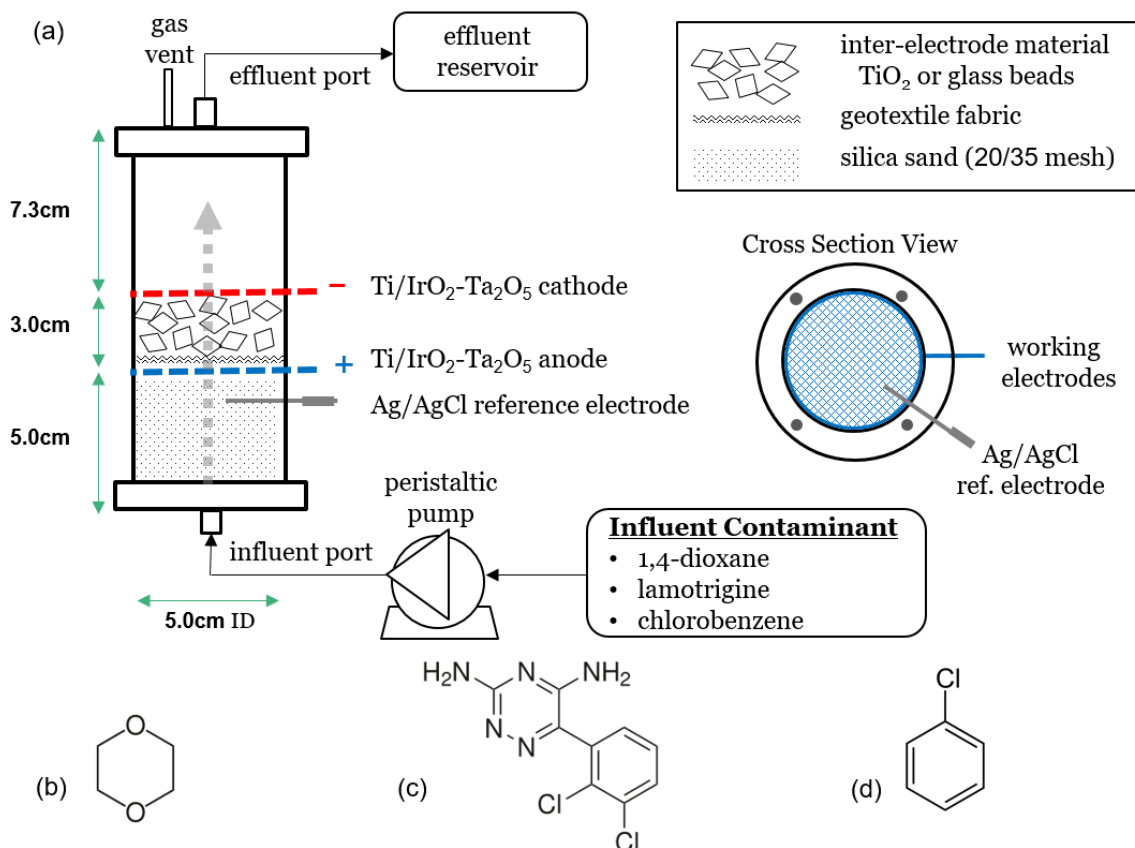 (a)
gas
vent
effluent port
effluent
reservoir
inter-electrode material
TiO₂ or glass beads
geotextile fabric
silica sand (20/35 mesh)
7.3cm
3.0cm
5.0cm
− Ti/IrO₂-Ta₂O₅ cathode
+ Ti/IrO₂-Ta₂O₅ anode
Ag/AgCl reference electrode
Cross Section View
working
electrodes
Ag/AgCl
ref. electrode
peristaltic
pump
influent port
5.0cm ID
Influent Contaminant
• 1,4-dioxane
• lamotrigine
• chlorobenzene
(b)
O
O
(c)
H₂N
N
NH₂
N
N
Cl
Cl
(d)
Cl